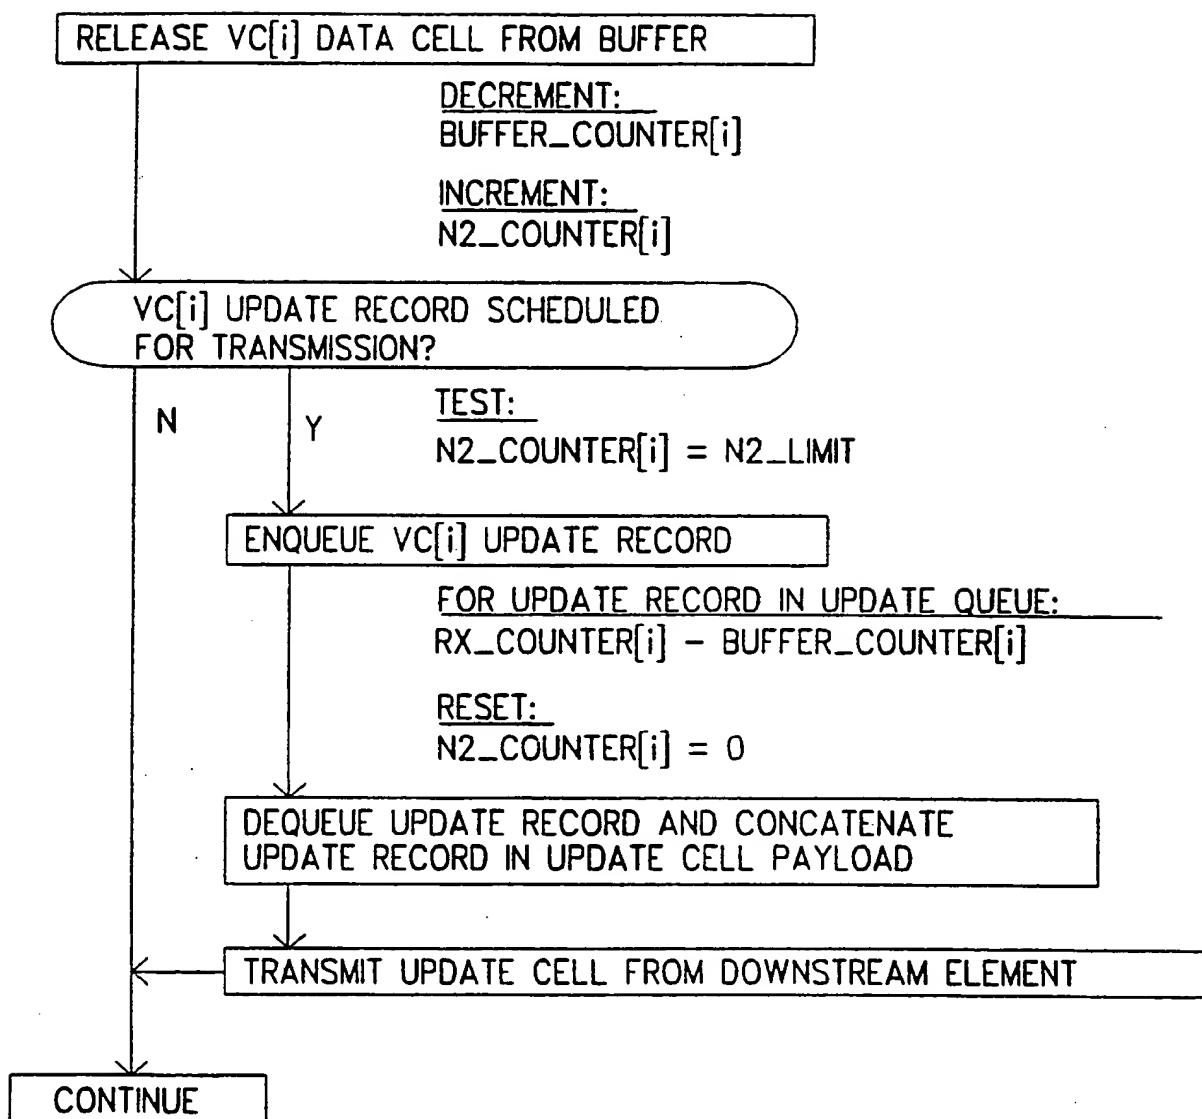 RELEASE VC[i] DATA CELL FROM BUFFER
DECREMENT:
BUFFER_COUNTER[i]
INCREMENT:
N2_COUNTER[i]
VC[i] UPDATE RECORD SCHEDULED
FOR TRANSMISSION?
N
Y
TEST:
N2_COUNTER[i] = N2_LIMIT
ENQUEUE VC[i] UPDATE RECORD
FOR UPDATE RECORD IN UPDATE QUEUE:
RX_COUNTER[i] – BUFFER_COUNTER[i]
RESET:
N2_COUNTER[i] = 0
DEQUEUE UPDATE RECORD AND CONCATENATE
UPDATE RECORD IN UPDATE CELL PAYLOAD
TRANSMIT UPDATE CELL FROM DOWNSTREAM ELEMENT
CONTINUE